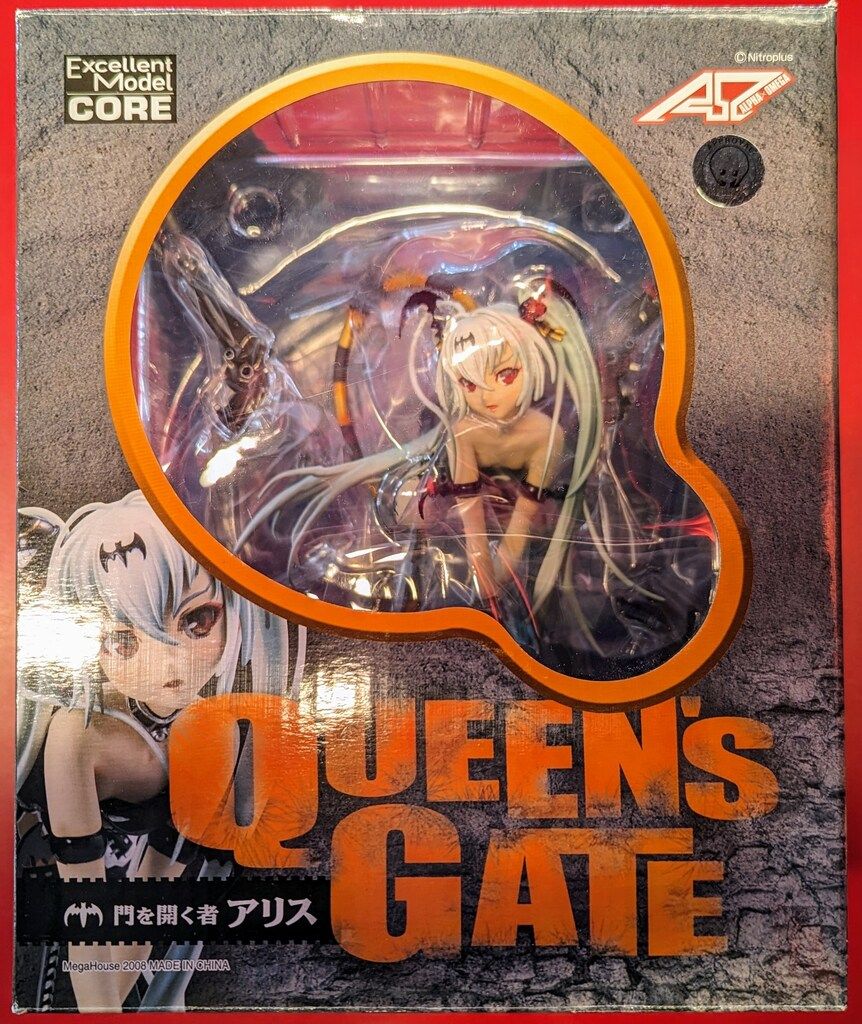 Excellent
Model
CORE
©Nitroplus
ALPHA×OMEGA
QUEEN'S
GATE
門を開く者 アリス
MegaHouse 2008 MADE IN CHINA